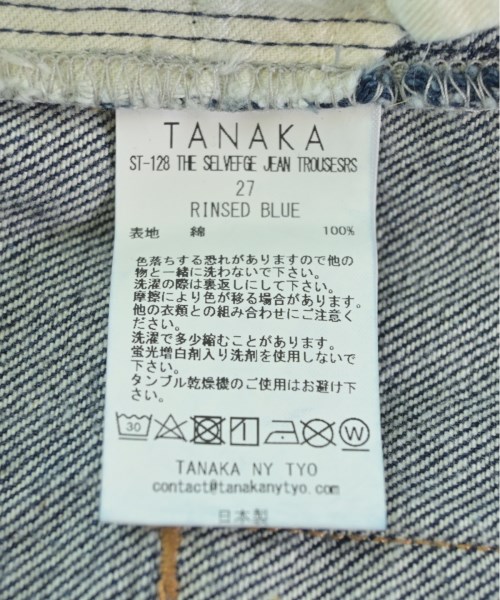 TANAKA
ST-128 THE SELVEFGE JEAN TROUSESRS
27
RINSED BLUE
表地 綿 100%
色落ちする恐れがありますので他の
物と一緒に洗わないで下さい。
洗濯の際は裏返しにして下さい。
摩擦により色が移る場合があります。
他の衣類との組み合わせにご注意く
ださい。
洗濯で多少縮むことがあります。
蛍光増白剤入り洗剤を使用しないで
下さい。
タンブル乾燥機のご使用はお避け下
さい。
30 W
TANAKA NY TYO
contact@tanakanytyo.com
日本製